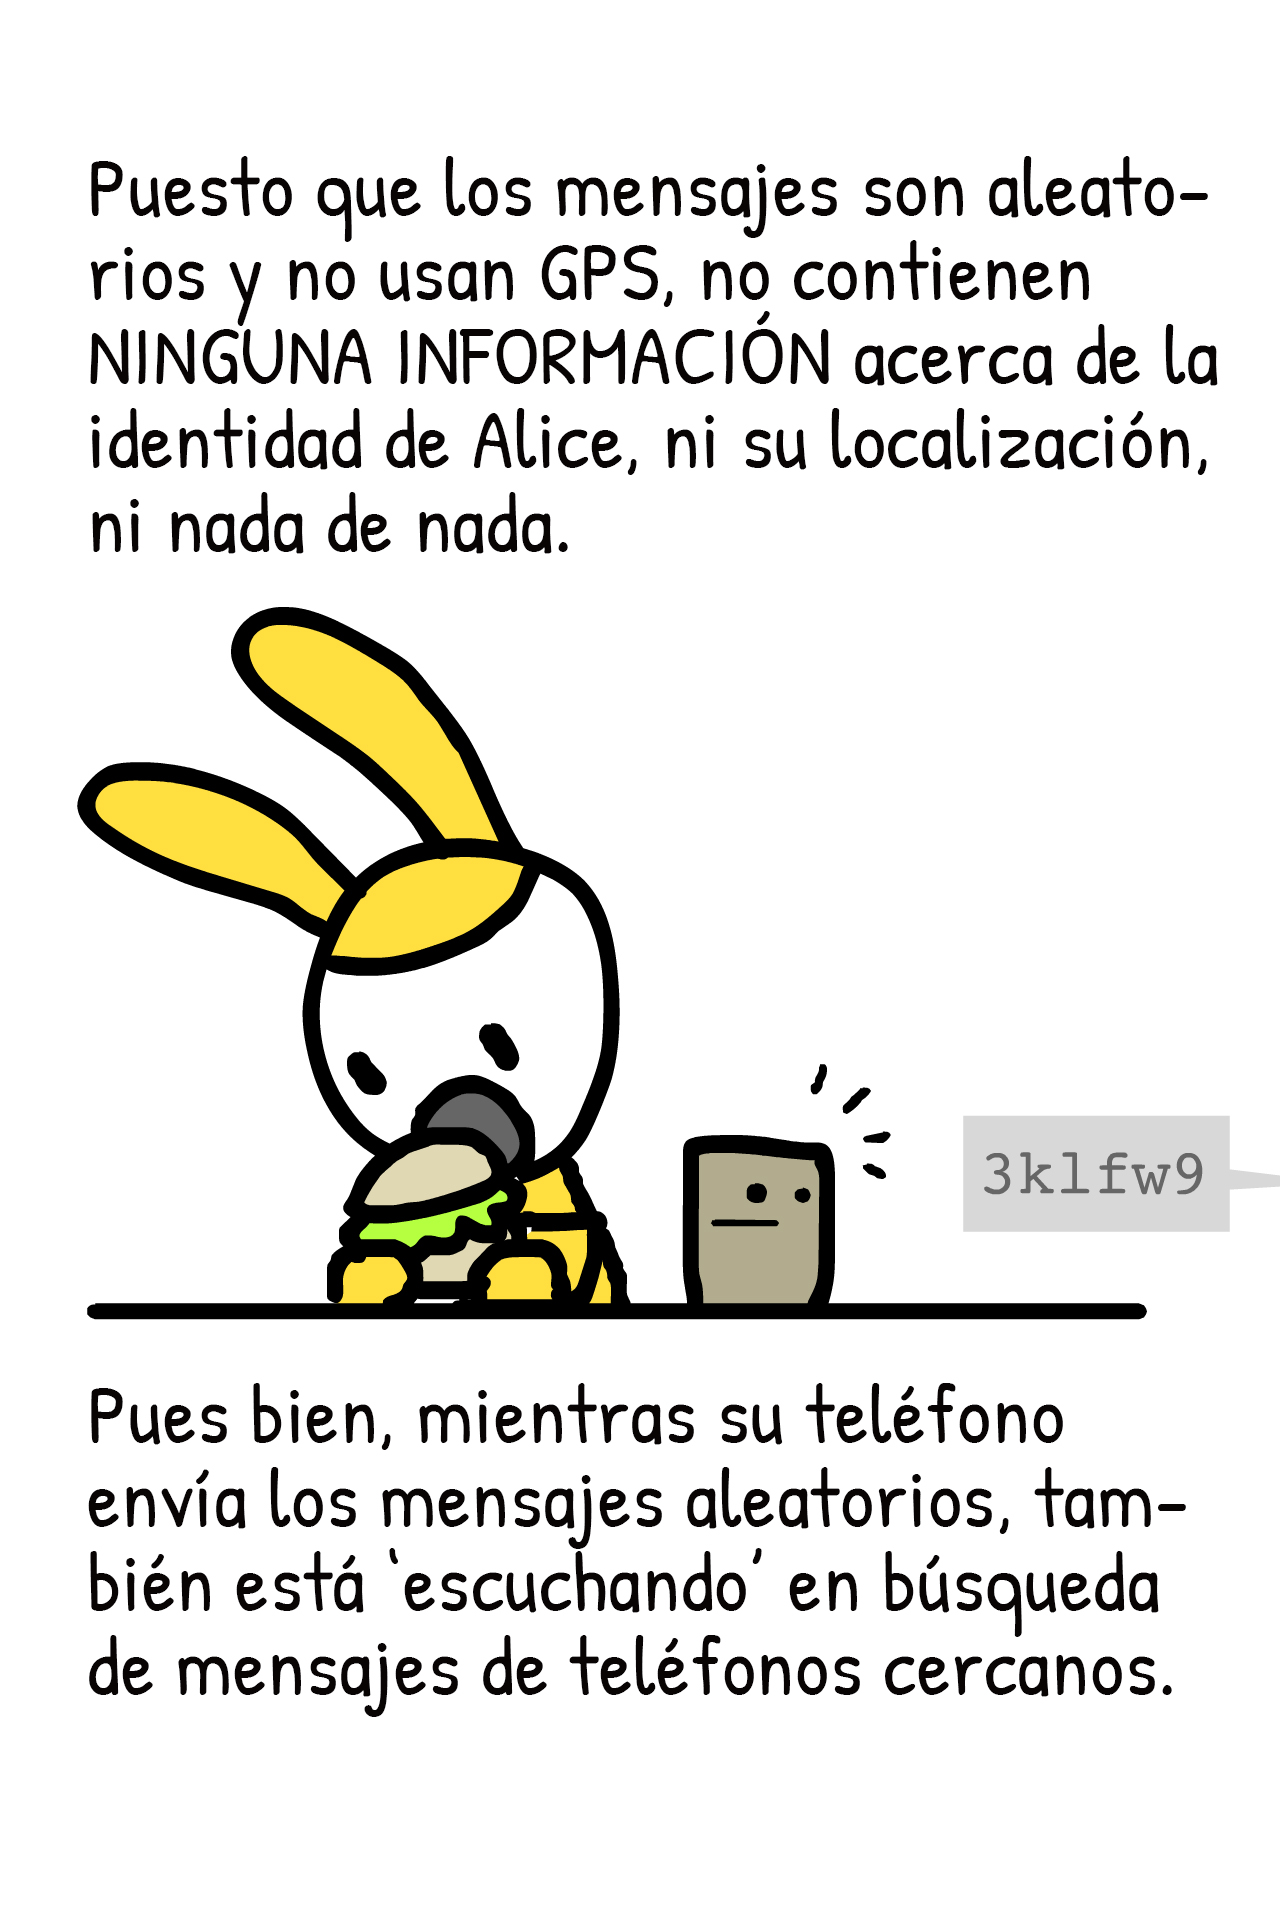 Puesto que los mensajes son aleato-
rios y no usan GPS, no contienen
NINGUNA INFORMACIÓN acerca de la
identidad de Alice, ni su localización,
ni nada de nada.
3klfw9
Pues bien, mientras su teléfono
envía los mensajes aleatorios, tam-
bién está ‘escuchando’ en búsqueda
de mensajes de teléfonos cercanos.